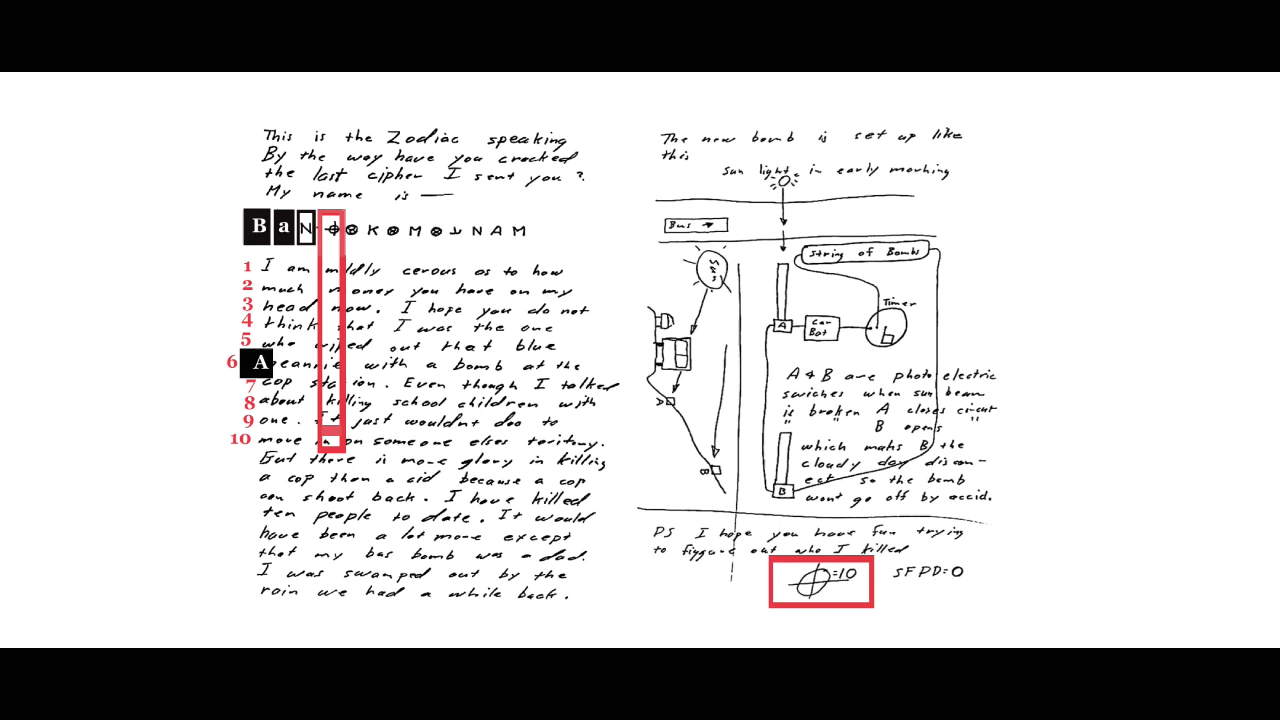 This is the Zodiac speaking
By the way have you cracked
the last cipher I sent you ?
My name is —
B a N ⌖ ⊗ K ⊗ M ⊗ ⅄ N A M
1 I am mildly cerous as to how
2 much money you have on my
3 head now. I hope you do not
4 think that I was the one
5 who wiped out that blue
6 A meannie with a bomb at the
7 cop station. Even though I talked
8 about killing school children with
9 one. It just wouldnt doo to
10 move in on someone elses teritory.
But there is more glory in killing
a cop than a cid because a cop
can shoot back. I have killed
ten people to date. It would
have been a lot more except
that my bas bomb was a dad.
I was swamped out by the
rain we had a while back.
The new bomb is set up like
this
sun light in early morning
Bus →
Sun
A
B
String of Bombs
Timer
A
Car
Bat
b
A & B are photo electric
swiches when sun beam
is broken A closes circut
" " B opens "
B
which maks B the
cloudy day discon-
ect so the bomb
wont go off by accid.
PS I hope you have fun trying
to figgure out who I killed
⌖=10 SFPD=0